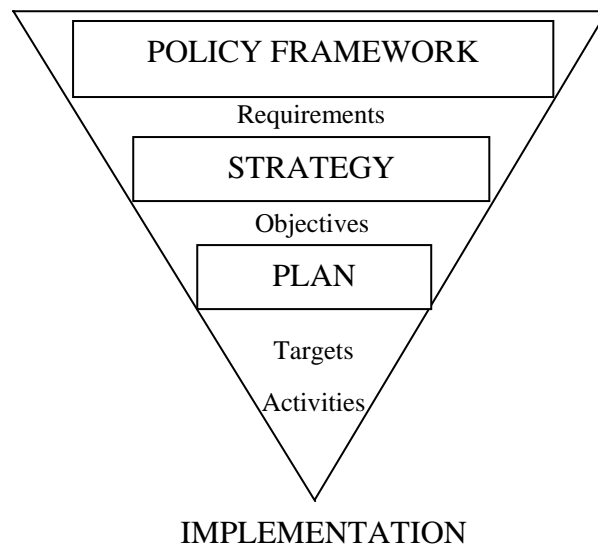 POLICY FRAMEWORK
Requirements
STRATEGY
Objectives
PLAN
Targets
Activities
IMPLEMENTATION